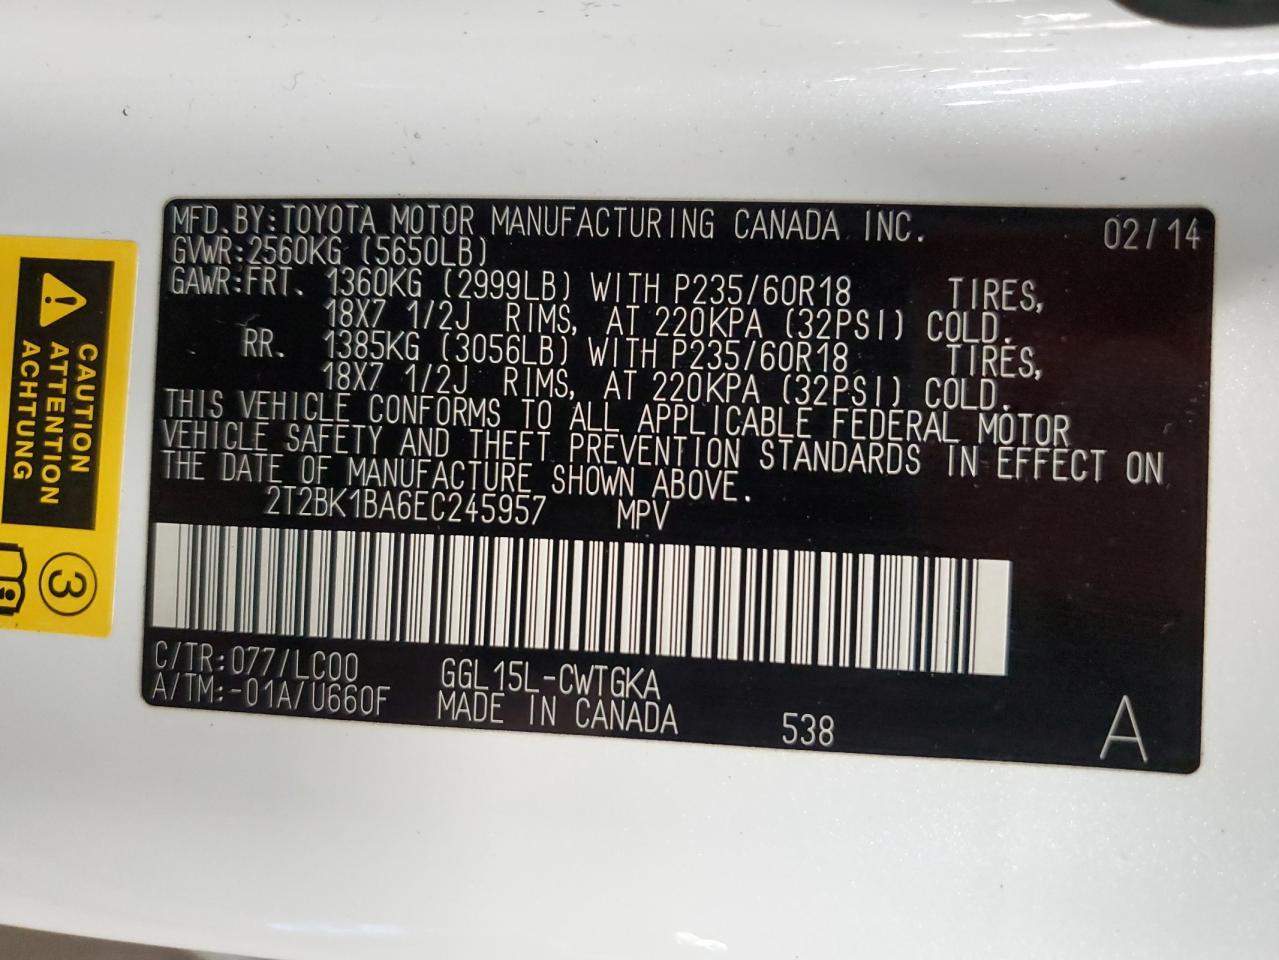 MFD.BY:TOYOTA MOTOR MANUFACTURING CANADA INC. 02/14
GVWR:2560KG (5650LB)
GAWR:FRT. 1360KG (2999LB) WITH P235/60R18 TIRES,
18X7 1/2J RIMS, AT 220KPA (32PSI) COLD.
RR. 1385KG (3056LB) WITH P235/60R18 TIRES,
18X7 1/2J RIMS, AT 220KPA (32PSI) COLD.
THIS VEHICLE CONFORMS TO ALL APPLICABLE FEDERAL MOTOR
VEHICLE SAFETY AND THEFT PREVENTION STANDARDS IN EFFECT ON
THE DATE OF MANUFACTURE SHOWN ABOVE.
2T2BK1BA6EC245957 MPV
C/TR:077/LC00 GGL15L-CWTGKA
A/TM:-01A/U660F MADE IN CANADA 538 A
CAUTION
ATTENTION
ACHTUNG
3